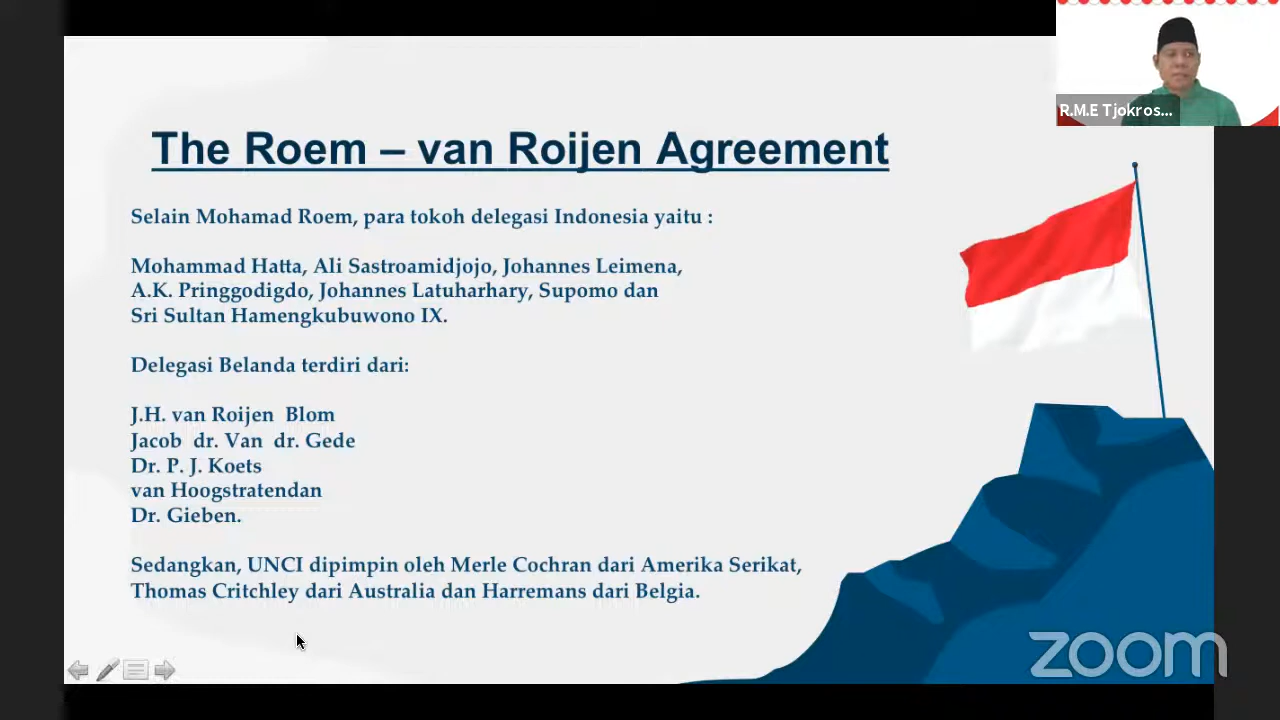 R.M.E Tjokros...
The Roem – van Roijen Agreement
Selain Mohamad Roem, para tokoh delegasi Indonesia yaitu :
Mohammad Hatta, Ali Sastroamidjojo, Johannes Leimena,
A.K. Pringgodigdo, Johannes Latuharhary, Supomo dan
Sri Sultan Hamengkubuwono IX.
Delegasi Belanda terdiri dari:
J.H. van Roijen  Blom
Jacob  dr. Van  dr. Gede
Dr. P. J. Koets
van Hoogstratendan
Dr. Gieben.
Sedangkan, UNCI dipimpin oleh Merle Cochran dari Amerika Serikat,
Thomas Critchley dari Australia dan Harremans dari Belgia.
zoom